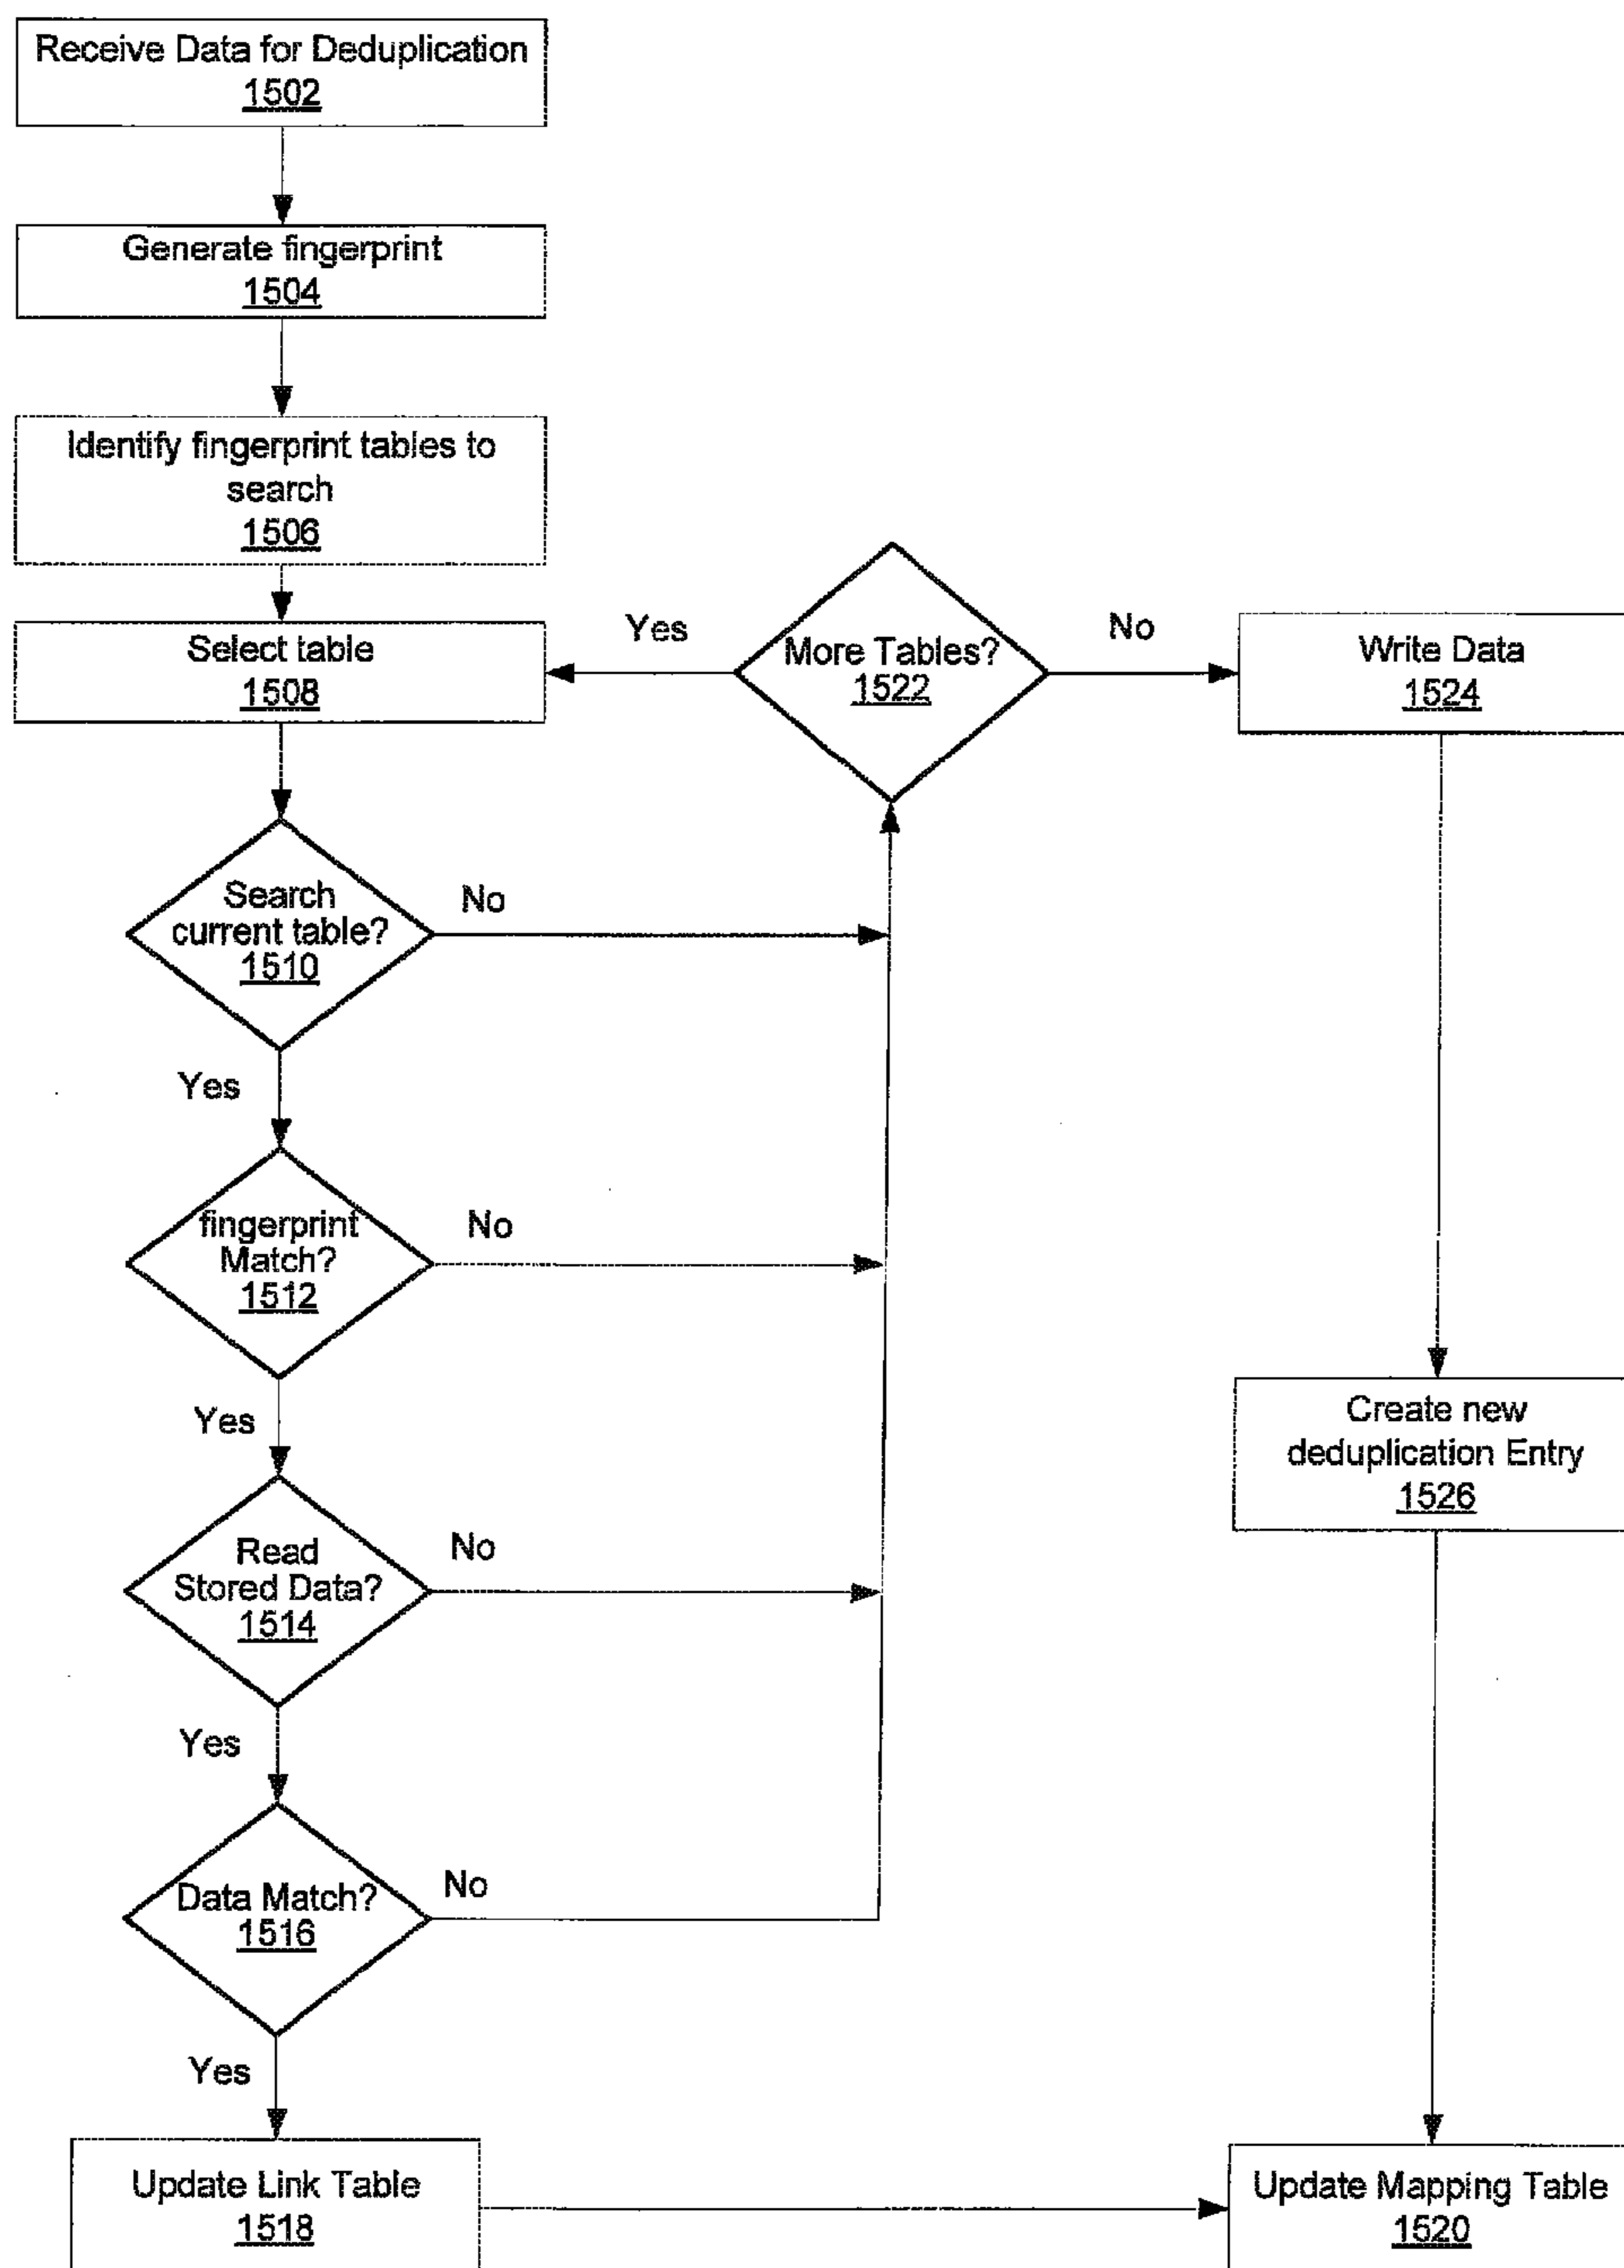 Receive Data for Deduplication
1502
Generate fingerprint
1504
Identify fingerprint tables to
search
1506
Select table
1508
Yes
More Tables?
1522
No
Write Data
1524
Search
current table?
1510
No
Yes
fingerprint
Match?
1512
No
Yes
Create new
deduplication Entry
1526
Read
Stored Data?
1514
No
Yes
Data Match?
1516
No
Yes
Update Link Table
1518
Update Mapping Table
1520